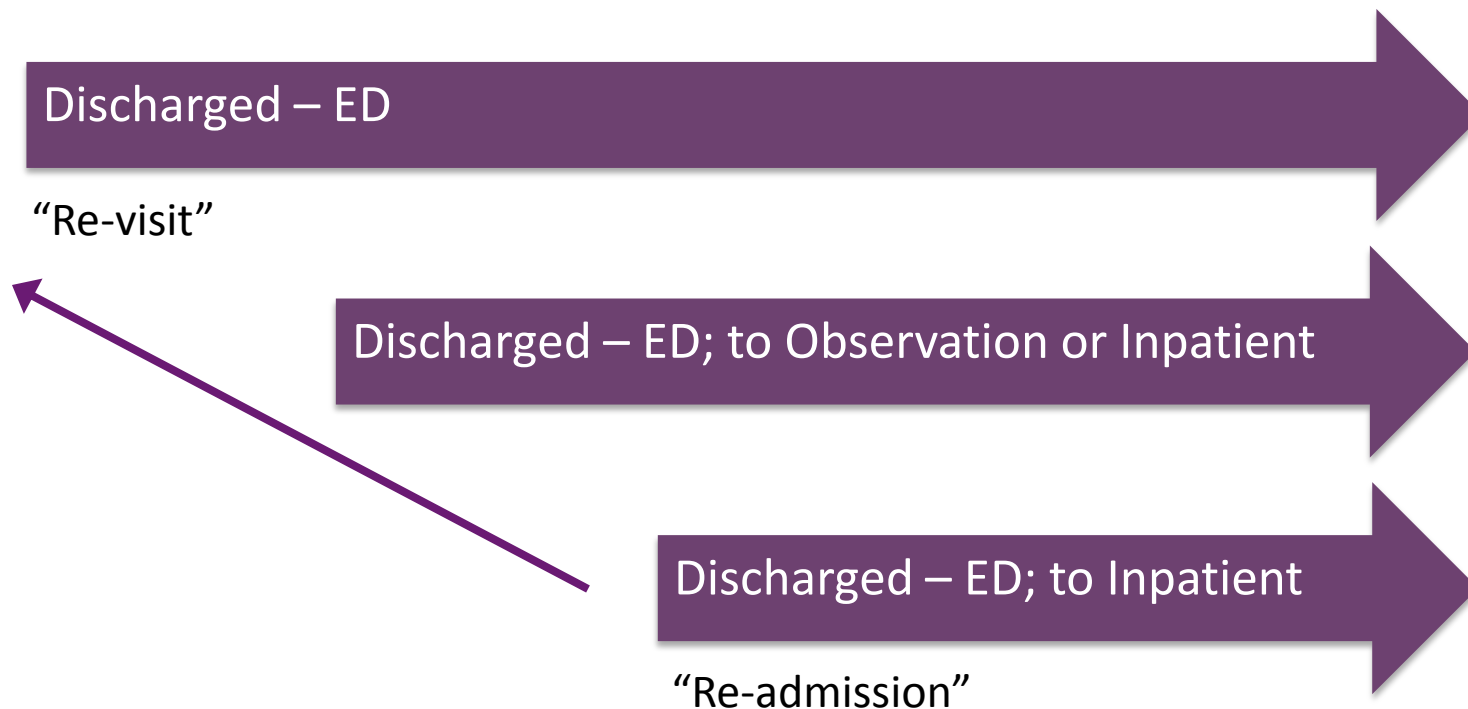 Discharged – ED
“Re-visit”
Discharged – ED; to Observation or Inpatient
Discharged – ED; to Inpatient
“Re-admission”